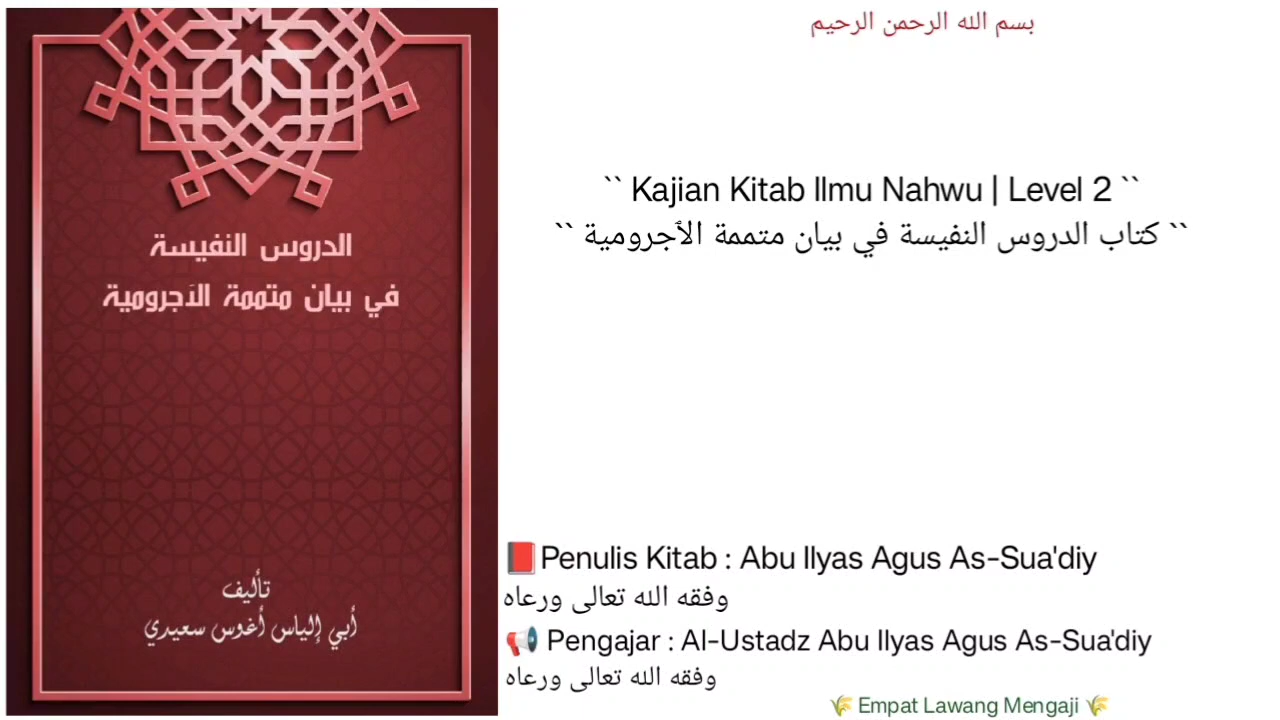 الدروس النفيسة
في بيان متممة الآجرومية
تأليف
أبي إلياس أغوس سعيدي
بسم الله الرحمن الرحيم
`` Kajian Kitab Ilmu Nahwu | Level 2 ``
`` كتاب الدروس النفيسة في بيان متممة الآجرومية ``
📕Penulis Kitab : Abu Ilyas Agus As-Sua'diy
وفقه الله تعالى ورعاه
📢 Pengajar : Al-Ustadz Abu Ilyas Agus As-Sua'diy
وفقه الله تعالى ورعاه
🌾 Empat Lawang Mengaji 🌾